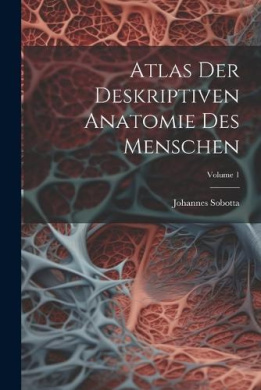 Atlas Der
Deskriptiven
Anatomie Des
Menschen
Volume 1
Johannes Sobotta